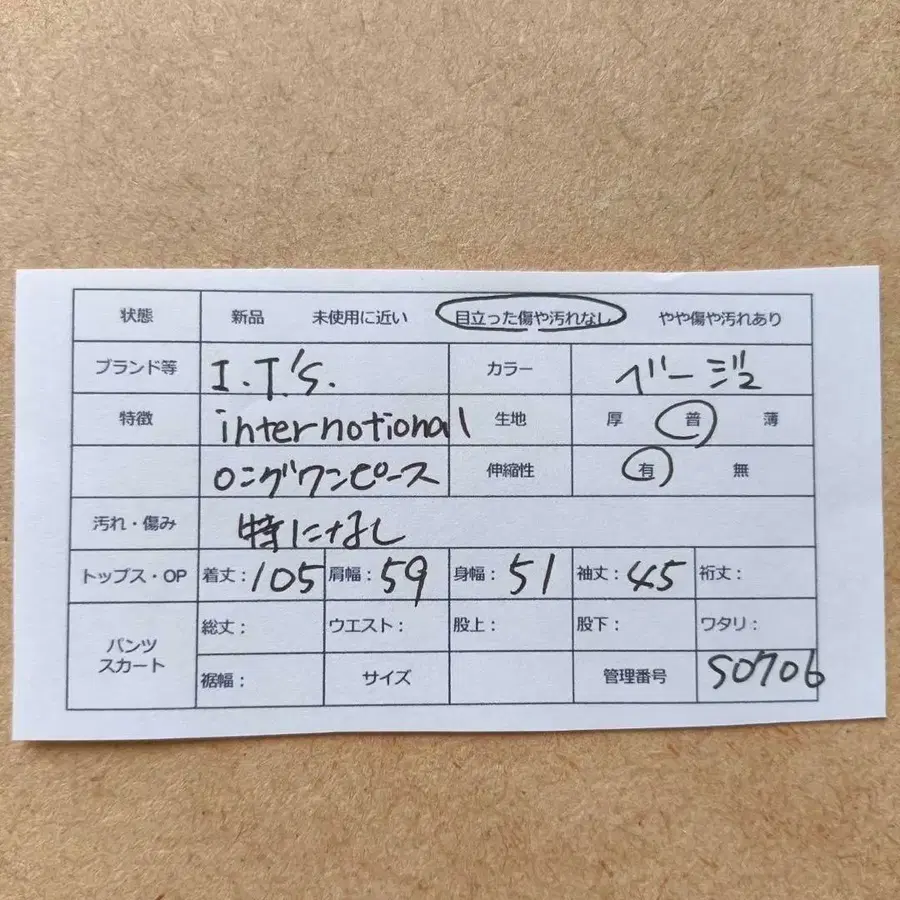 状態 新品 未使用に近い 目立った傷や汚れなし やや傷や汚れあり
ブランド等 I.T.'s. カラー ベージュ
特徴 international 生地 厚 普 薄
ロングワンピース 伸縮性 有 無
汚れ・傷み 特になし
トップス・OP 着丈：105 肩幅：59 身幅：51 袖丈：45 裄丈：
パンツ スカート 総丈： ウエスト： 股上： 股下： ワタリ：
裾幅： サイズ 管理番号 S0706